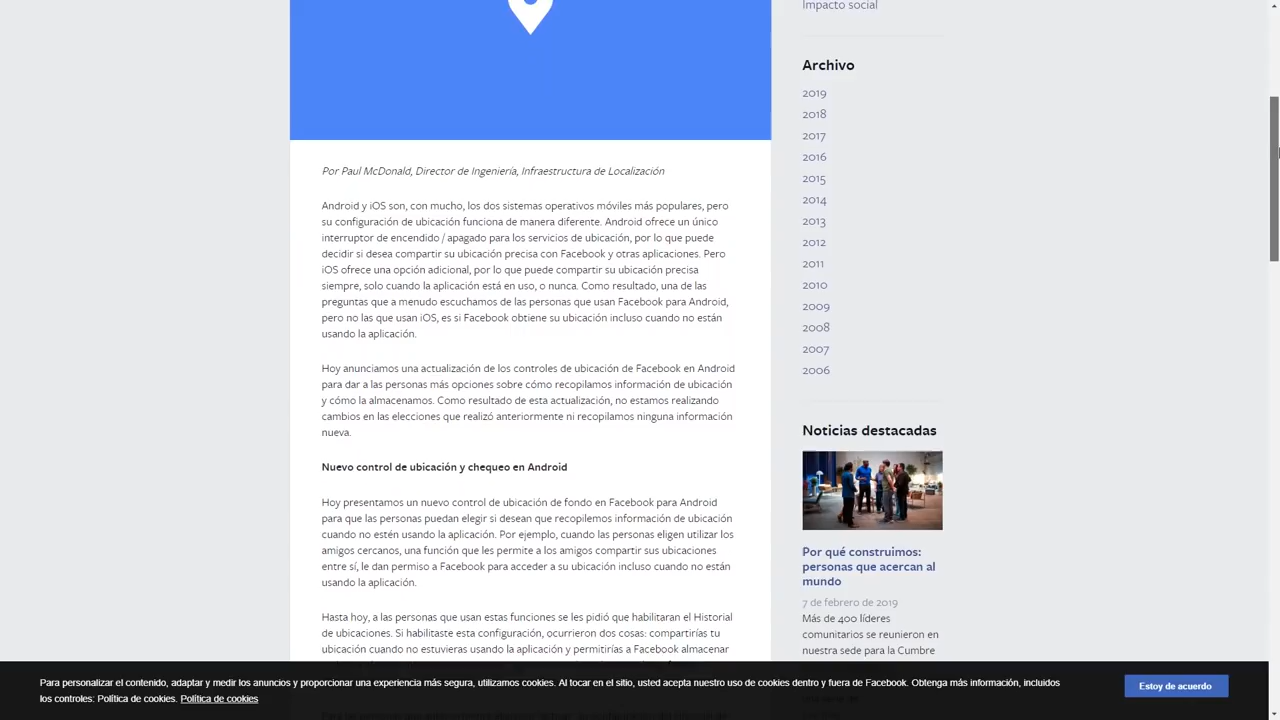 Impacto social
Archivo
2019
2018
2017
2016
2015
2014
2013
2012
2011
2010
2009
2008
2007
2006
Por Paul McDonald, Director de Ingeniería, Infraestructura de Localización
Android y iOS son, con mucho, los dos sistemas operativos móviles más populares, pero
su configuración de ubicación funciona de manera diferente. Android ofrece un único
interruptor de encendido / apagado para los servicios de ubicación, por lo que puede
decidir si desea compartir su ubicación precisa con Facebook y otras aplicaciones. Pero
iOS ofrece una opción adicional, por lo que puede compartir su ubicación precisa
siempre, solo cuando la aplicación está en uso, o nunca. Como resultado, una de las
preguntas que a menudo escuchamos de las personas que usan Facebook para Android,
pero no las que usan iOS, es si Facebook obtiene su ubicación incluso cuando no están
usando la aplicación.
Hoy anunciamos una actualización de los controles de ubicación de Facebook en Android
para dar a las personas más opciones sobre cómo recopilamos información de ubicación
y cómo la almacenamos. Como resultado de esta actualización, no estamos realizando
cambios en las elecciones que realizó anteriormente ni recopilamos ninguna información
nueva.
Nuevo control de ubicación y chequeo en Android
Hoy presentamos un nuevo control de ubicación de fondo en Facebook para Android
para que las personas puedan elegir si desean que recopilemos información de ubicación
cuando no estén usando la aplicación. Por ejemplo, cuando las personas eligen utilizar los
amigos cercanos, una función que les permite a los amigos compartir sus ubicaciones
entre sí, le dan permiso a Facebook para acceder a su ubicación incluso cuando no están
usando la aplicación.
Hasta hoy, a las personas que usan estas funciones se les pidió que habilitaran el Historial
de ubicaciones. Si habilitaste esta configuración, ocurrieron dos cosas: compartirías tu
ubicación cuando no estuvieras usando la aplicación y permitirías a Facebook almacenar
Noticias destacadas
Por qué construimos:
personas que acercan al
mundo
7 de febrero de 2019
Más de 400 líderes
comunitarios se reunieron en
nuestra sede para la Cumbre
Para personalizar el contenido, adaptar y medir los anuncios y proporcionar una experiencia más segura, utilizamos cookies. Al tocar en el sitio, usted acepta nuestro uso de cookies dentro y fuera de Facebook. Obtenga más información, incluidos
los controles: Política de cookies. Política de cookies
Estoy de acuerdo